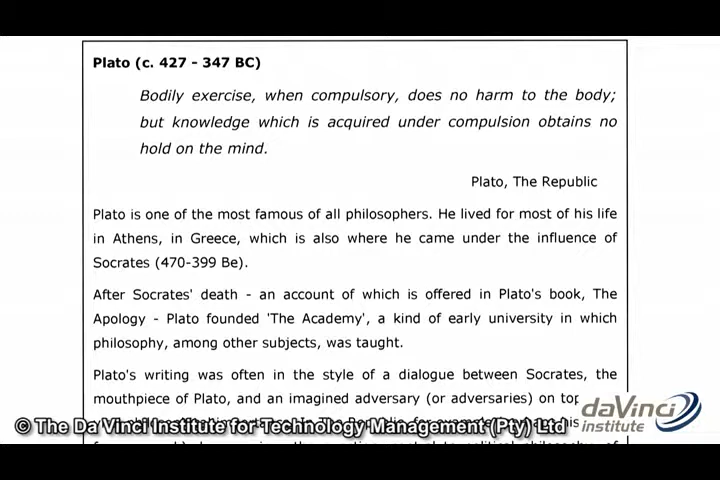 Plato (c. 427 - 347 BC)
Bodily exercise, when compulsory, does no harm to the body;
but knowledge which is acquired under compulsion obtains no
hold on the mind.
Plato, The Republic
Plato is one of the most famous of all philosophers. He lived for most of his life
in Athens, in Greece, which is also where he came under the influence of
Socrates (470-399 Be).
After Socrates' death - an account of which is offered in Plato's book, The
Apology - Plato founded 'The Academy', a kind of early university in which
philosophy, among other subjects, was taught.
Plato's writing was often in the style of a dialogue between Socrates, the
mouthpiece of Plato, and an imagined adversary (or adversaries) on
© The Da Vinci Institute for Technology Management (Pty) Ltd
daVinci
institute